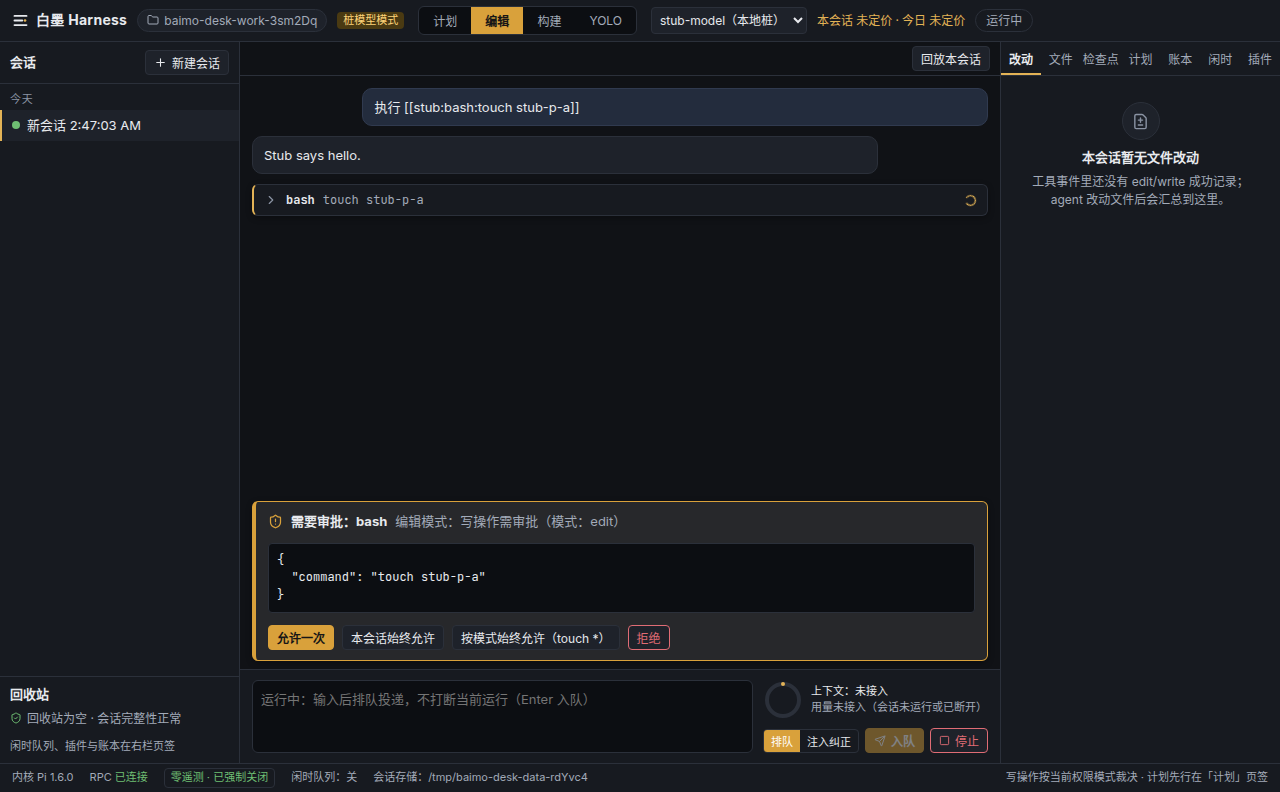 白墨 Harness
baimo-desk-work-3sm2Dq
桩模型模式
计划
编辑
构建
YOLO
stub-model（本地桩）
本会话 未定价 · 今日 未定价
运行中
会话
新建会话
今天
新会话 2:47:03 AM
回放本会话
执行 [[stub:bash:touch stub-p-a]]
Stub says hello.
bash touch stub-p-a
需要审批：bash 编辑模式：写操作需审批（模式：edit）
{
"command": "touch stub-p-a"
}
允许一次
本会话始终允许
按模式始终允许（touch *）
拒绝
运行中：输入后排队投递，不打断当前运行（Enter 入队）
上下文：未接入
用量未接入（会话未运行或已断开）
排队
注入纠正
入队
停止
改动
文件
检查点
计划
账本
闲时
插件
本会话暂无文件改动
工具事件里还没有 edit/write 成功记录；
agent 改动文件后会汇总到这里。
回收站
回收站为空 · 会话完整性正常
闲时队列、插件与账本在右栏页签
内核 Pi 1.6.0
RPC 已连接
零遥测 · 已强制关闭
闲时队列：关
会话存储：/tmp/baimo-desk-data-rdYvc4
写操作按当前权限模式裁决 · 计划先行在「计划」页签